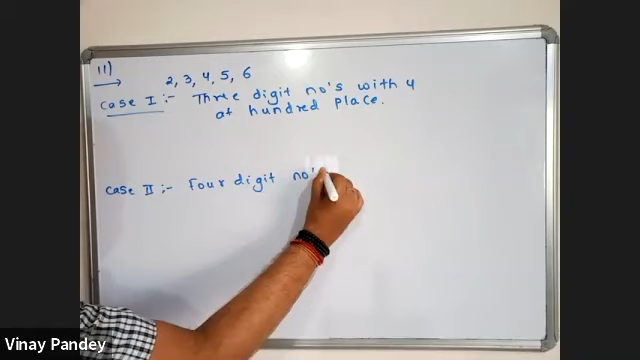 11)
2, 3, 4, 5, 6
Case I :- Three digit no's with 4
at hundred place.
Case II :- Four digit no's
Vinay Pandey